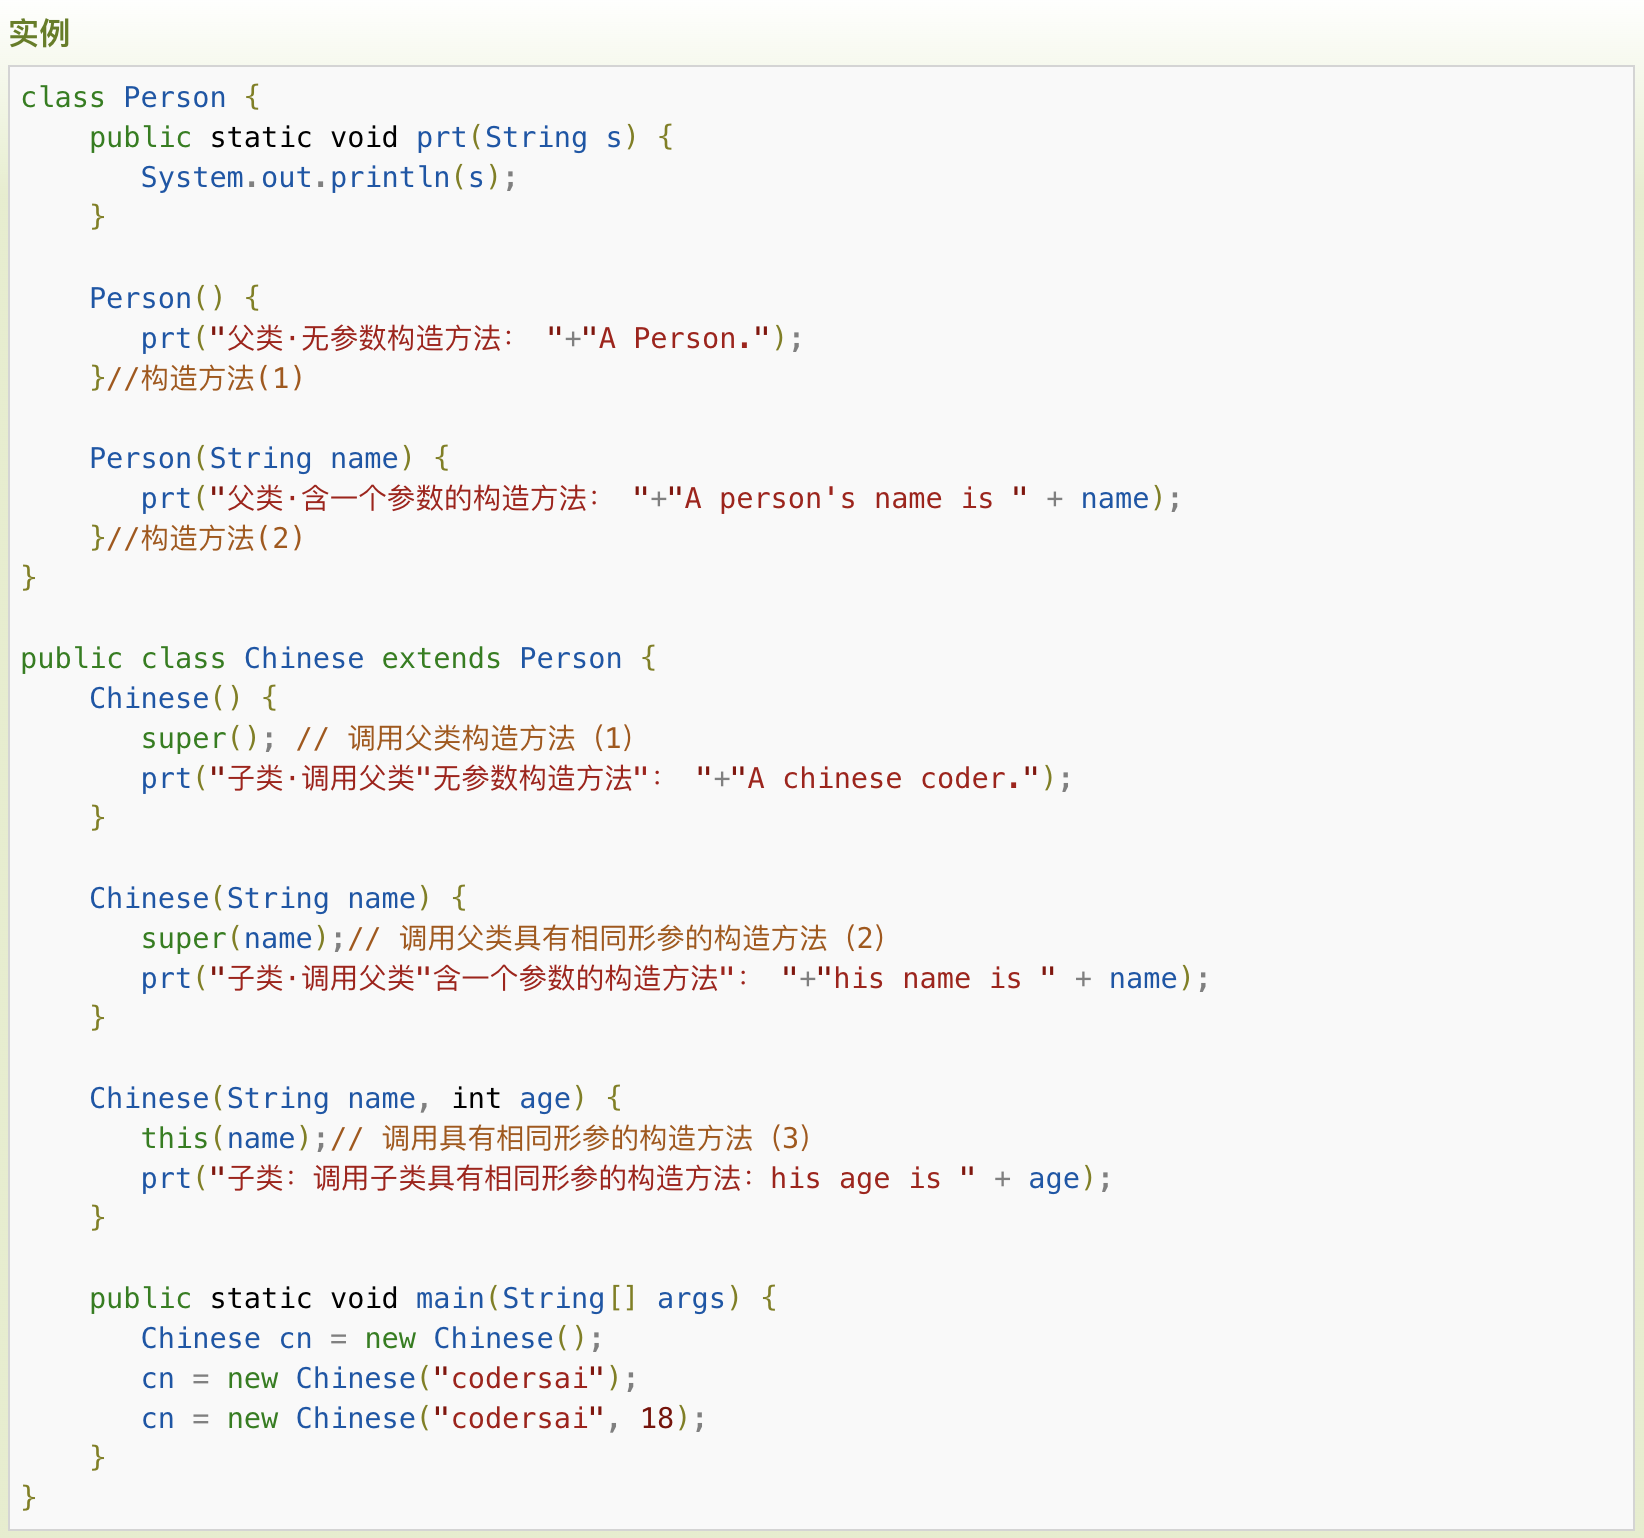 实例
class Person {
    public static void prt(String s) {
       System.out.println(s);
    }

    Person() {
       prt("父类·无参数构造方法： "+"A Person.");
    }//构造方法(1)

    Person(String name) {
       prt("父类·含一个参数的构造方法： "+"A person's name is " + name);
    }//构造方法(2)
}

public class Chinese extends Person {
    Chinese() {
       super(); // 调用父类构造方法（1）
       prt("子类·调用父类"无参数构造方法"： "+"A chinese coder.");
    }

    Chinese(String name) {
       super(name);// 调用父类具有相同形参的构造方法（2）
       prt("子类·调用父类"含一个参数的构造方法"： "+"his name is " + name);
    }

    Chinese(String name, int age) {
       this(name);// 调用具有相同形参的构造方法（3）
       prt("子类：调用子类具有相同形参的构造方法：his age is " + age);
    }

    public static void main(String[] args) {
       Chinese cn = new Chinese();
       cn = new Chinese("codersai");
       cn = new Chinese("codersai", 18);
    }
}